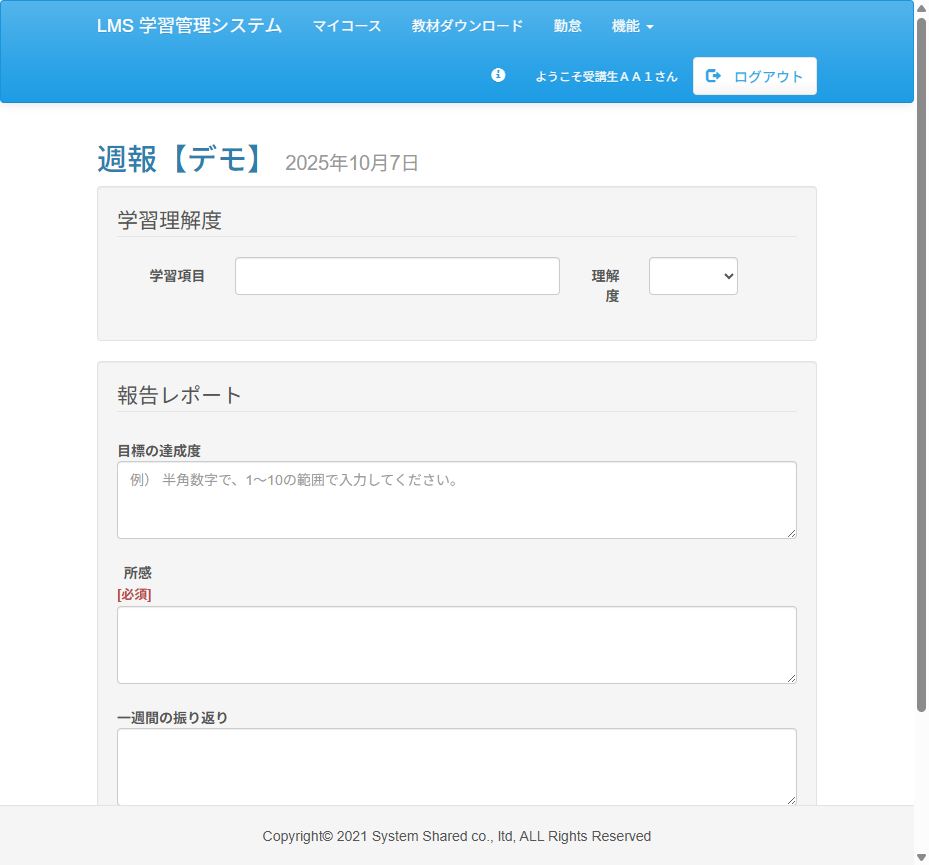 LMS 学習管理システム マイコース 教材ダウンロード 勤怠 機能
ようこそ受講生ＡＡ１さん ログアウト
週報【デモ】 2025年10月7日
学習理解度
学習項目 理解
度
報告レポート
目標の達成度
例） 半角数字で、1～10の範囲で入力してください。
所感
[必須]
一週間の振り返り
Copyright© 2021 System Shared co., ltd, ALL Rights Reserved